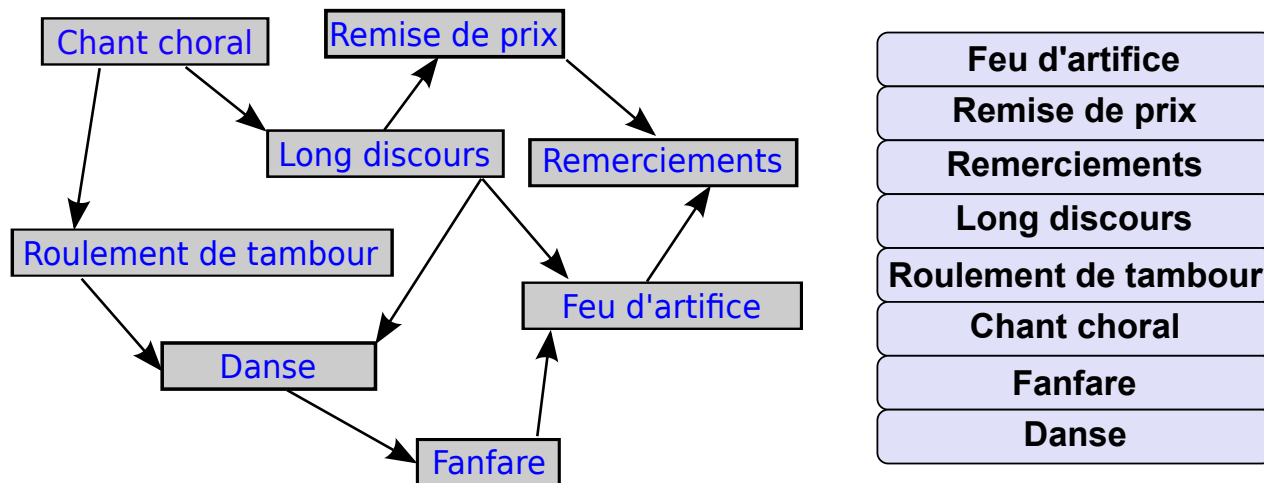 Chant choral
Remise de prix
Long discours
Remerciements
Roulement de tambour
Feu d'artifice
Danse
Fanfare
Feu d'artifice
Remise de prix
Remerciements
Long discours
Roulement de tambour
Chant choral
Fanfare
Danse